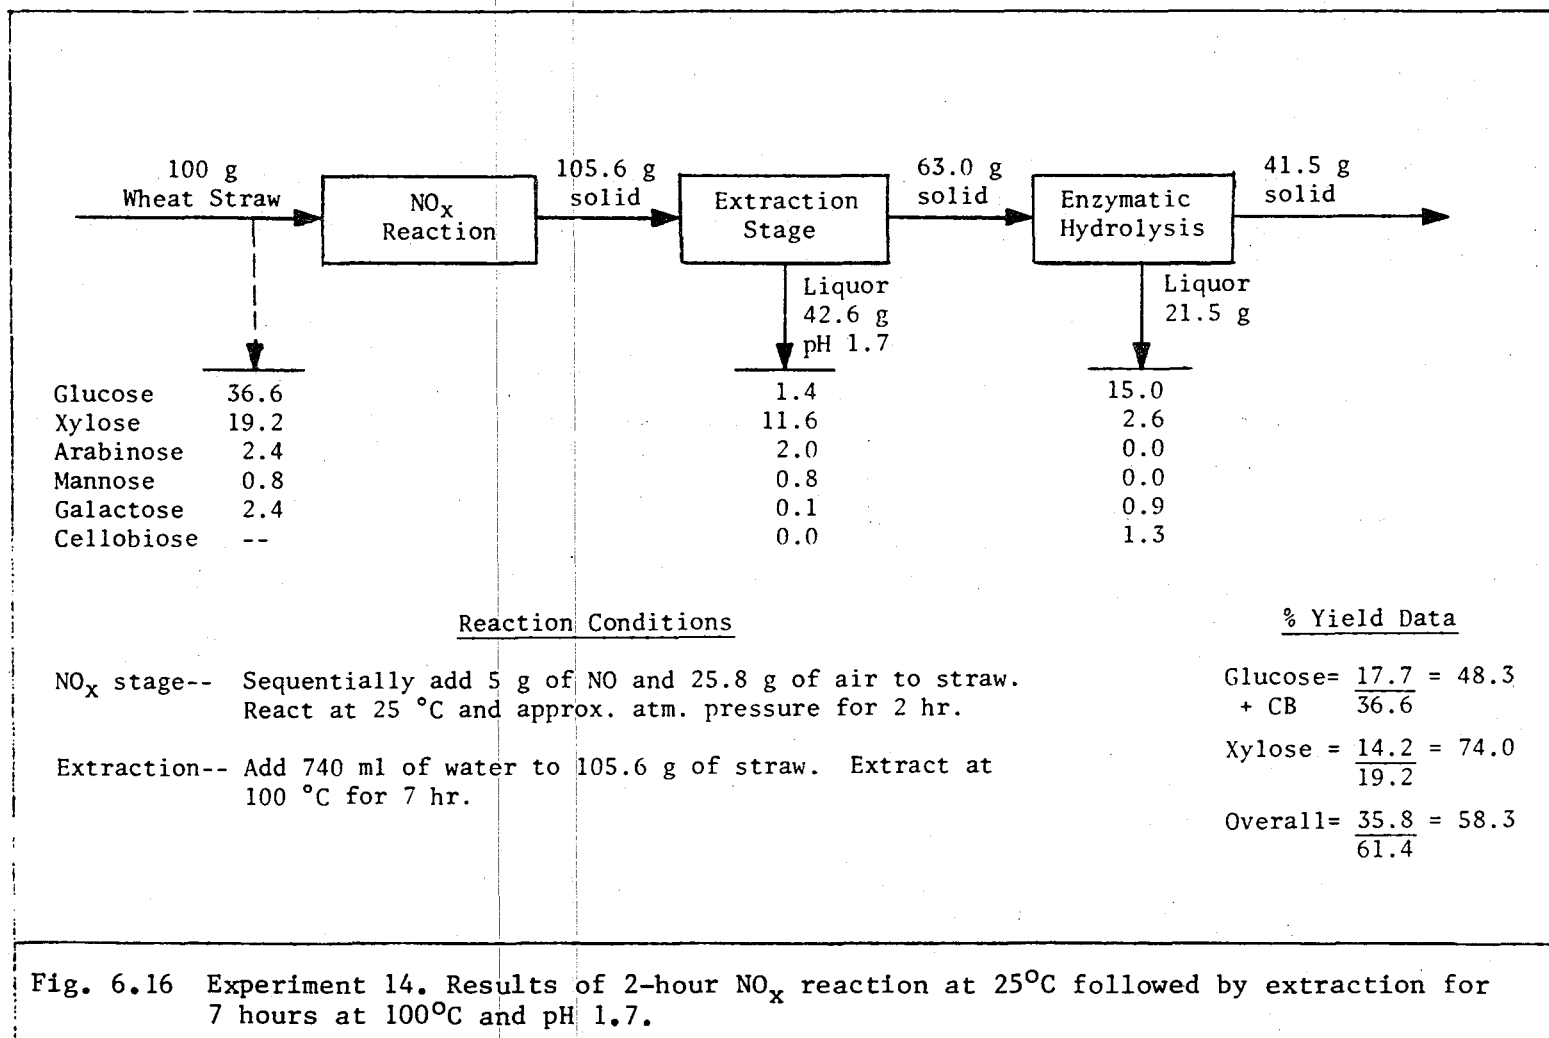 100 g
Wheat Straw
NOx
Reaction
105.6 g
solid
Extraction
Stage
63.0 g
solid
Enzymatic
Hydrolysis
41.5 g
solid
Liquor
42.6 g
pH 1.7
Liquor
21.5 g
Glucose 36.6 1.4 15.0
Xylose 19.2 11.6 2.6
Arabinose 2.4 2.0 0.0
Mannose 0.8 0.8 0.0
Galactose 2.4 0.1 0.9
Cellobiose -- 0.0 1.3
Reaction Conditions
NOx stage-- Sequentially add 5 g of NO and 25.8 g of air to straw.
React at 25 °C and approx. atm. pressure for 2 hr.
Extraction-- Add 740 ml of water to 105.6 g of straw. Extract at
100 °C for 7 hr.
% Yield Data
Glucose= 17.7 = 48.3
+ CB 36.6
Xylose = 14.2 = 74.0
19.2
Overall= 35.8 = 58.3
61.4
Fig. 6.16 Experiment 14. Results of 2-hour NOx reaction at 25°C followed by extraction for
7 hours at 100°C and pH 1.7.